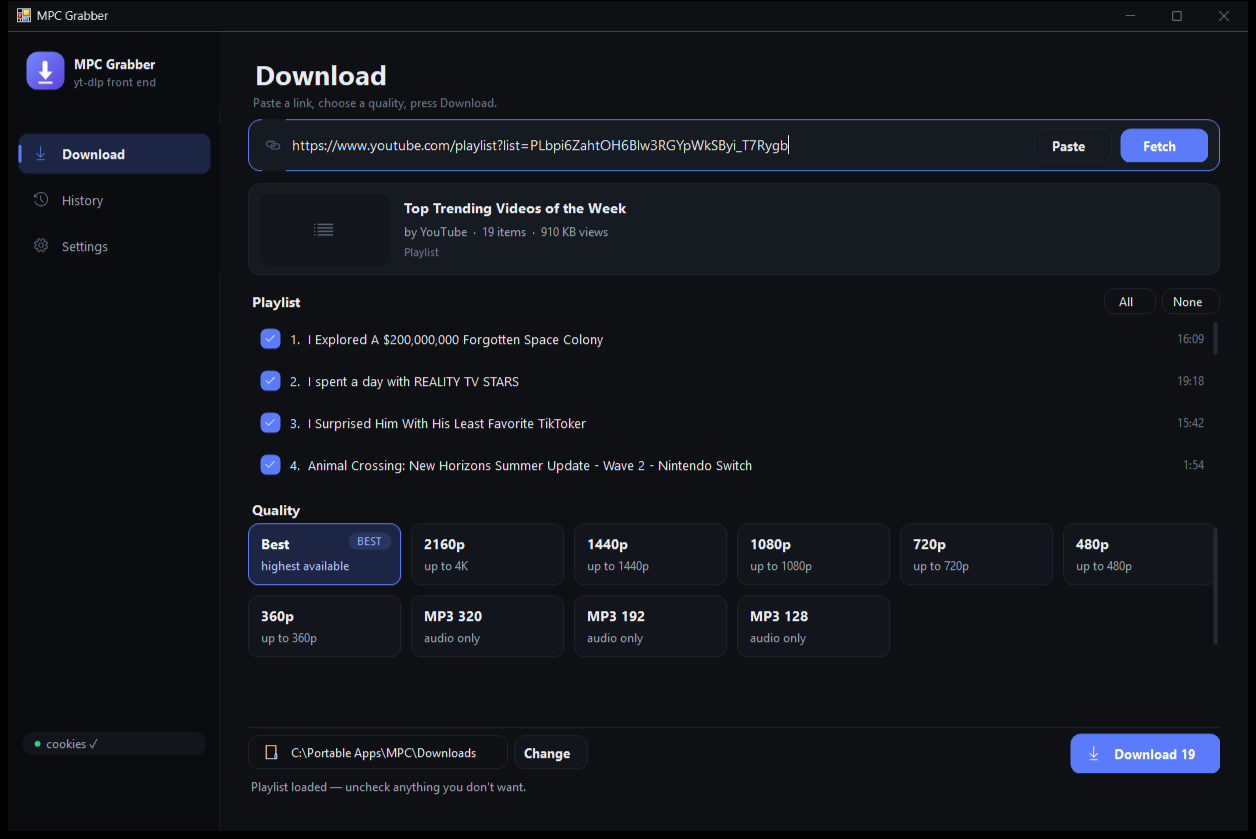 MPC Grabber
MPC Grabber
yt-dlp front end
Download
History
Settings
cookies ✓
Download
Paste a link, choose a quality, press Download.
https://www.youtube.com/playlist?list=PLbpi6ZahtOH6Blw3RGYpWkSByi_T7Rygb
Paste
Fetch
Top Trending Videos of the Week
by YouTube · 19 items · 910 KB views
Playlist
Playlist
All
None
1. I Explored A $200,000,000 Forgotten Space Colony 16:09
2. I spent a day with REALITY TV STARS 19:18
3. I Surprised Him With His Least Favorite TikToker 15:42
4. Animal Crossing: New Horizons Summer Update - Wave 2 - Nintendo Switch 1:54
Quality
Best BEST
highest available
2160p
up to 4K
1440p
up to 1440p
1080p
up to 1080p
720p
up to 720p
480p
up to 480p
360p
up to 360p
MP3 320
audio only
MP3 192
audio only
MP3 128
audio only
C:\Portable Apps\MPC\Downloads
Change
Download 19
Playlist loaded — uncheck anything you don't want.